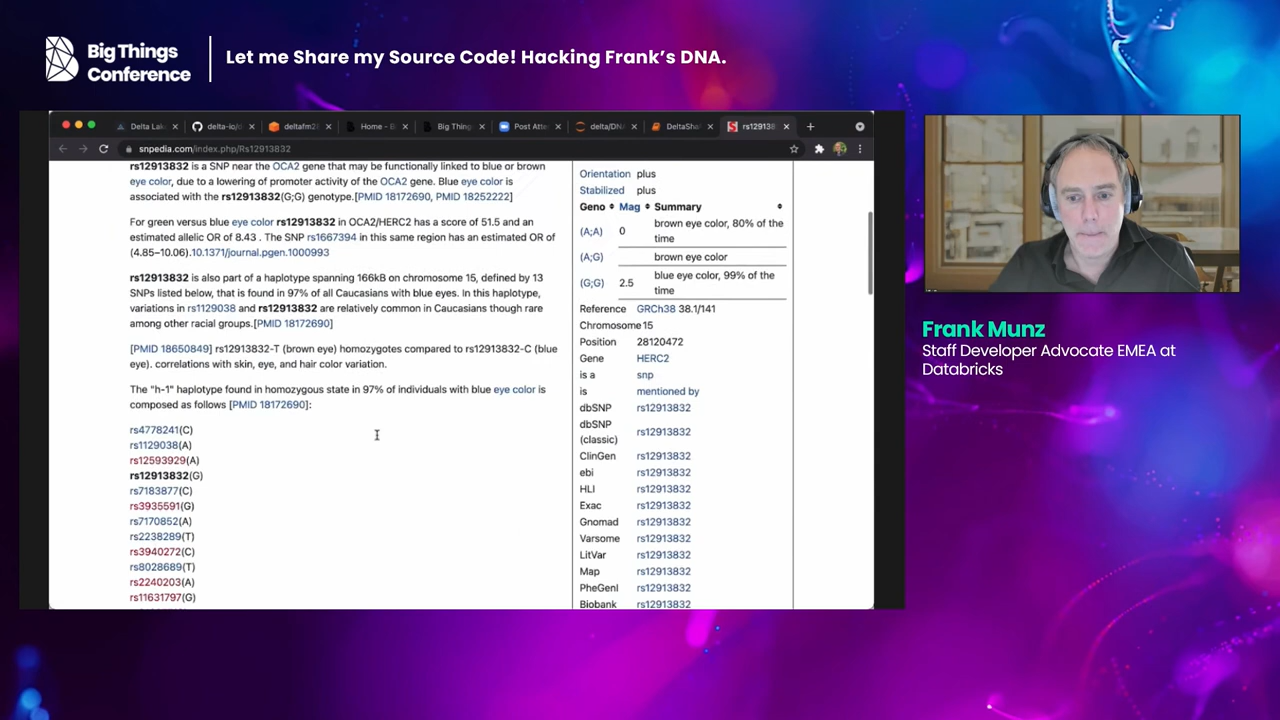 Big Things
Conference
Let me Share my Source Code! Hacking Frank's DNA.
Delta Lak
delta-io/d
deltafm2
Home - B
Big Thing
Post Atte
delta/DNA
DeltaSha
rs129138
snpedia.com/index.php/Rs12913832
rs12913832 is a SNP near the OCA2 gene that may be functionally linked to blue or brown
eye color, due to a lowering of promoter activity of the OCA2 gene. Blue eye color is
associated with the rs12913832(G;G) genotype.[PMID 18172690, PMID 18252222]
For green versus blue eye color rs12913832 in OCA2/HERC2 has a score of 51.5 and an
estimated allelic OR of 8.43 . The SNP rs1667394 in this same region has an estimated OR of
(4.85–10.06).10.1371/journal.pgen.1000993
rs12913832 is also part of a haplotype spanning 166kB on chromosome 15, defined by 13
SNPs listed below, that is found in 97% of all Caucasians with blue eyes. In this haplotype,
variations in rs1129038 and rs12913832 are relatively common in Caucasians though rare
among other racial groups.[PMID 18172690]
[PMID 18650849] rs12913832-T (brown eye) homozygotes compared to rs12913832-C (blue
eye). correlations with skin, eye, and hair color variation.
The "h-1" haplotype found in homozygous state in 97% of individuals with blue eye color is
composed as follows [PMID 18172690]:
rs4778241(C)
rs1129038(A)
rs12593929(A)
rs12913832(G)
rs7183877(C)
rs3935591(G)
rs7170852(A)
rs2238289(T)
rs3940272(C)
rs8028689(T)
rs2240203(A)
rs11631797(G)
Orientation plus
Stabilized plus
Geno Mag Summary
(A;A) 0 brown eye color, 80% of the
time
(A;G) brown eye color
(G;G) 2.5 blue eye color, 99% of the
time
Reference GRCh38 38.1/141
Chromosome 15
Position 28120472
Gene HERC2
is a snp
is mentioned by
dbSNP rs12913832
dbSNP
(classic) rs12913832
ClinGen rs12913832
ebi rs12913832
HLI rs12913832
Exac rs12913832
Gnomad rs12913832
Varsome rs12913832
LitVar rs12913832
Map rs12913832
PheGenI rs12913832
Biobank rs12913832
Frank Munz
Staff Developer Advocate EMEA at
Databricks